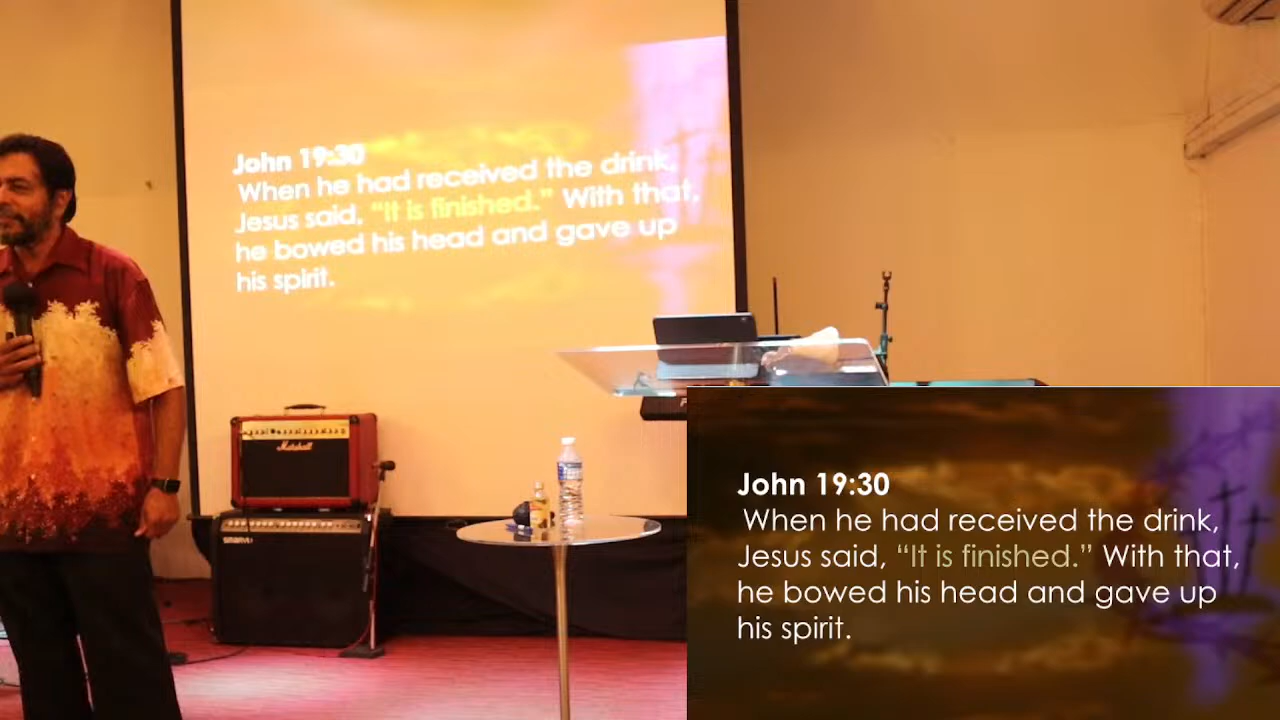 John 19:30
When he had received the drink,
Jesus said, “It is finished.” With that,
he bowed his head and gave up
his spirit.
Marshall
John 19:30
When he had received the drink,
Jesus said, “It is finished.” With that,
he bowed his head and gave up
his spirit.